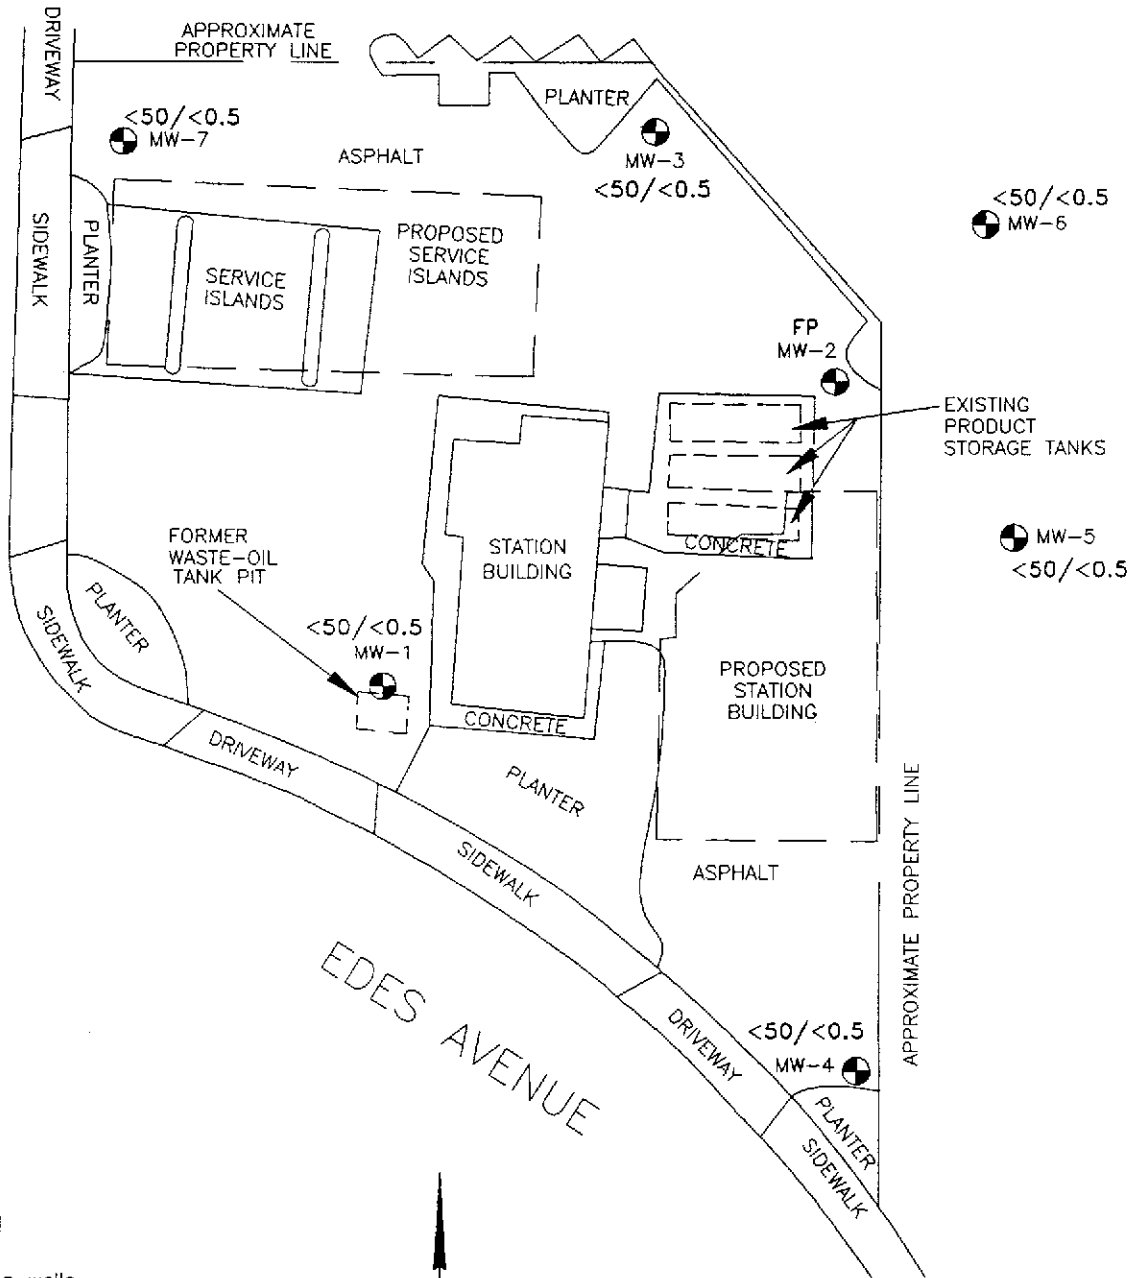 DRIVEWAY
APPROXIMATE
PROPERTY LINE
<50/<0.5
MW-7
PLANTER
MW-3
<50/<0.5
ASPHALT
<50/<0.5
MW-6
SIDEWALK
PLANTER
SERVICE
ISLANDS
PROPOSED
SERVICE
ISLANDS
FP
MW-2
EXISTING
PRODUCT
STORAGE TANKS
FORMER
WASTE-OIL
TANK PIT
STATION
BUILDING
CONCRETE
MW-5
<50/<0.5
PLANTER
SIDEWALK
<50/<0.5
MW-1
PROPOSED
STATION
BUILDING
CONCRETE
DRIVEWAY
PLANTER
SIDEWALK
ASPHALT
APPROXIMATE PROPERTY LINE
EDES AVENUE
DRIVEWAY
<50/<0.5
MW-4
PLANTER
SIDEWALK